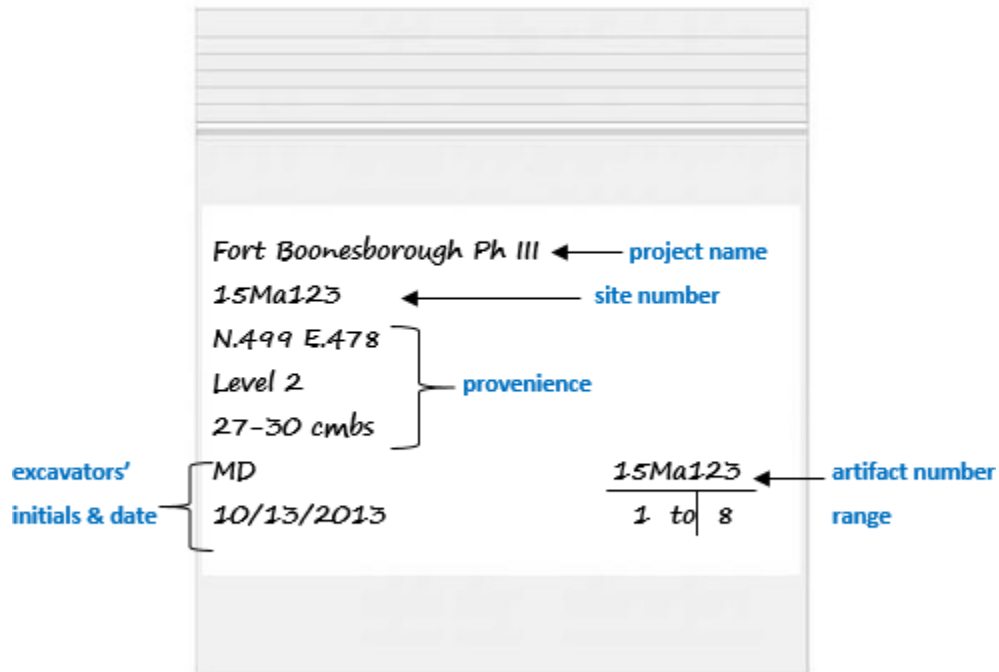 Fort Boonesborough Ph III
project name
15Ma123
site number
N.499 E.478
Level 2
provenience
27-30 cmbs
excavators'
initials & date
MD
10/13/2013
15Ma123
1 to 8
artifact number
range